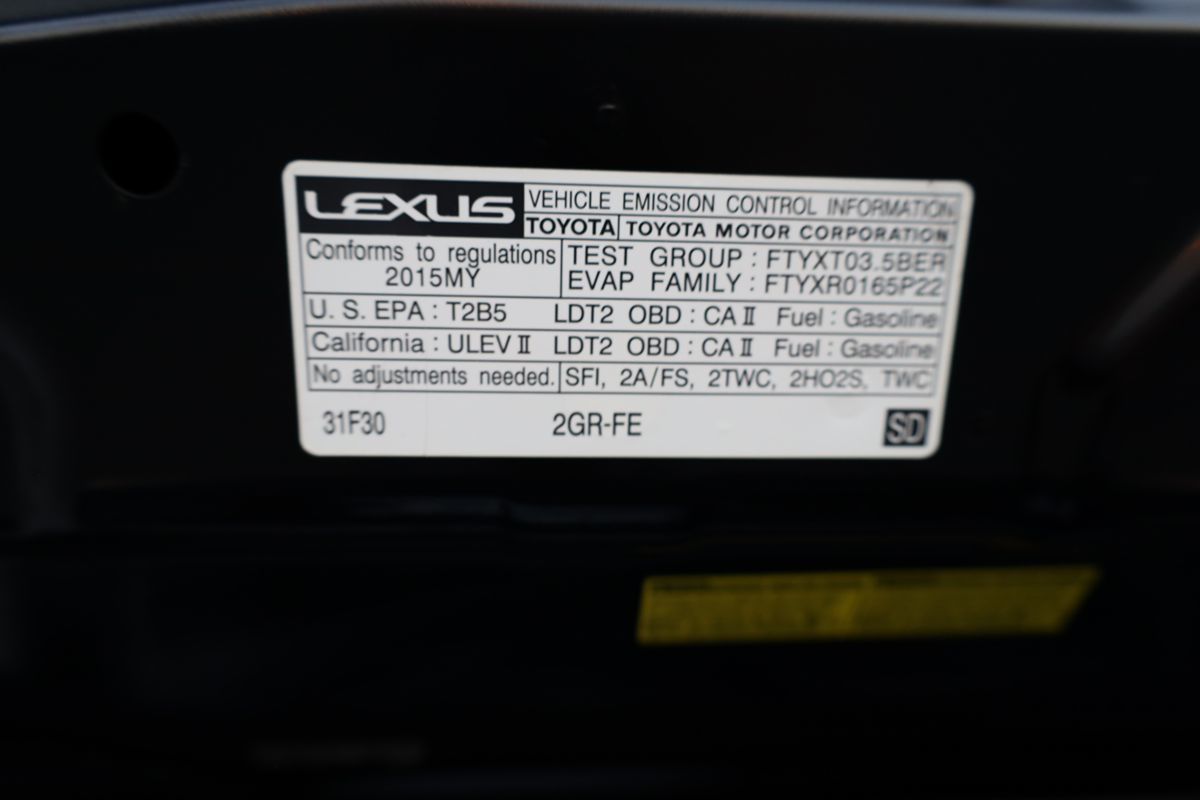 LEXUS VEHICLE EMISSION CONTROL INFORMATION
TOYOTA TOYOTA MOTOR CORPORATION
Conforms to regulations 2015MY
TEST GROUP : FTYXT03.5BER
EVAP FAMILY : FTYXR0165P22
U. S. EPA : T2B5 LDT2 OBD : CA II Fuel : Gasoline
California : ULEV II LDT2 OBD : CA II Fuel : Gasoline
No adjustments needed. SFI, 2A/FS, 2TWC, 2HO2S, TWC
31F30 2GR-FE SD